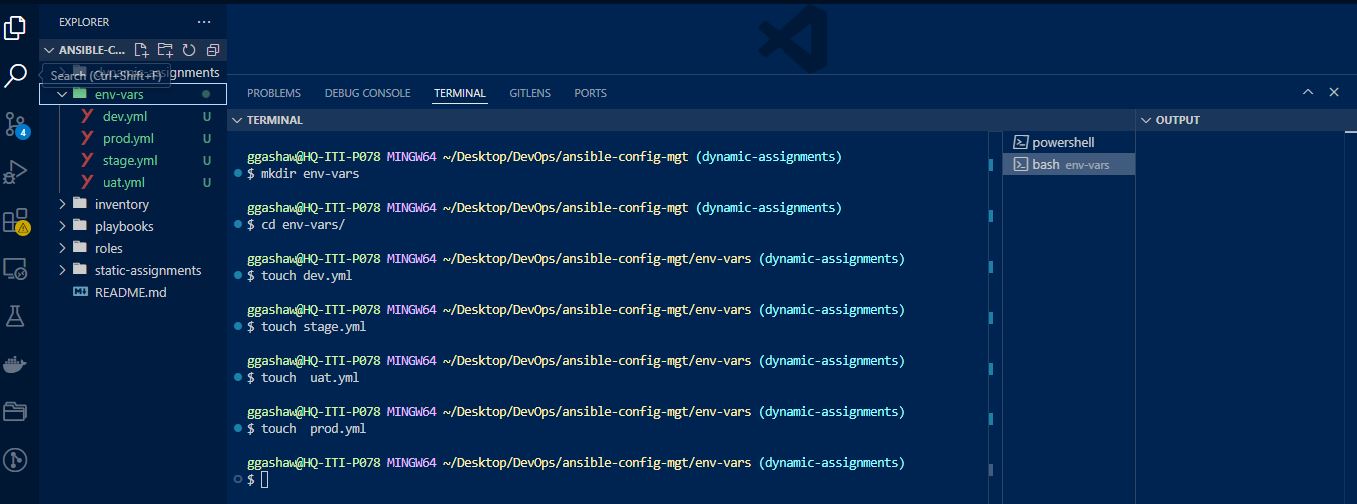 EXPLORER
ANSIBLE-C...
Search (Ctrl+Shift+F)
env-vars
dev.yml U
prod.yml U
stage.yml U
uat.yml U
inventory
playbooks
roles
static-assignments
README.md
4
PROBLEMS DEBUG CONSOLE TERMINAL GITLENS PORTS
TERMINAL
ggashaw@HQ-ITI-P078 MINGW64 ~/Desktop/DevOps/ansible-config-mgt (dynamic-assignments)
$ mkdir env-vars
ggashaw@HQ-ITI-P078 MINGW64 ~/Desktop/DevOps/ansible-config-mgt (dynamic-assignments)
$ cd env-vars/
ggashaw@HQ-ITI-P078 MINGW64 ~/Desktop/DevOps/ansible-config-mgt/env-vars (dynamic-assignments)
$ touch dev.yml
ggashaw@HQ-ITI-P078 MINGW64 ~/Desktop/DevOps/ansible-config-mgt/env-vars (dynamic-assignments)
$ touch stage.yml
ggashaw@HQ-ITI-P078 MINGW64 ~/Desktop/DevOps/ansible-config-mgt/env-vars (dynamic-assignments)
$ touch  uat.yml
ggashaw@HQ-ITI-P078 MINGW64 ~/Desktop/DevOps/ansible-config-mgt/env-vars (dynamic-assignments)
$ touch  prod.yml
ggashaw@HQ-ITI-P078 MINGW64 ~/Desktop/DevOps/ansible-config-mgt/env-vars (dynamic-assignments)
$
powershell
bash env-vars
OUTPUT